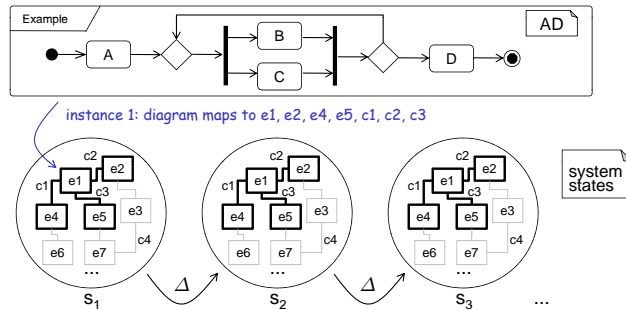 Example
AD
A
B
C
D
instance 1: diagram maps to e1, e2, e4, e5, c1, c2, c3
c2
e2
c1
e1
c3
e4
e5
e3
c4
e6
e7
...
c2
e2
c1
e1
c3
e4
e5
e3
c4
e6
e7
...
c2
e2
c1
e1
c3
e4
e5
e3
c4
e6
e7
...
system
states
Δ
Δ
s1
s2
s3
...